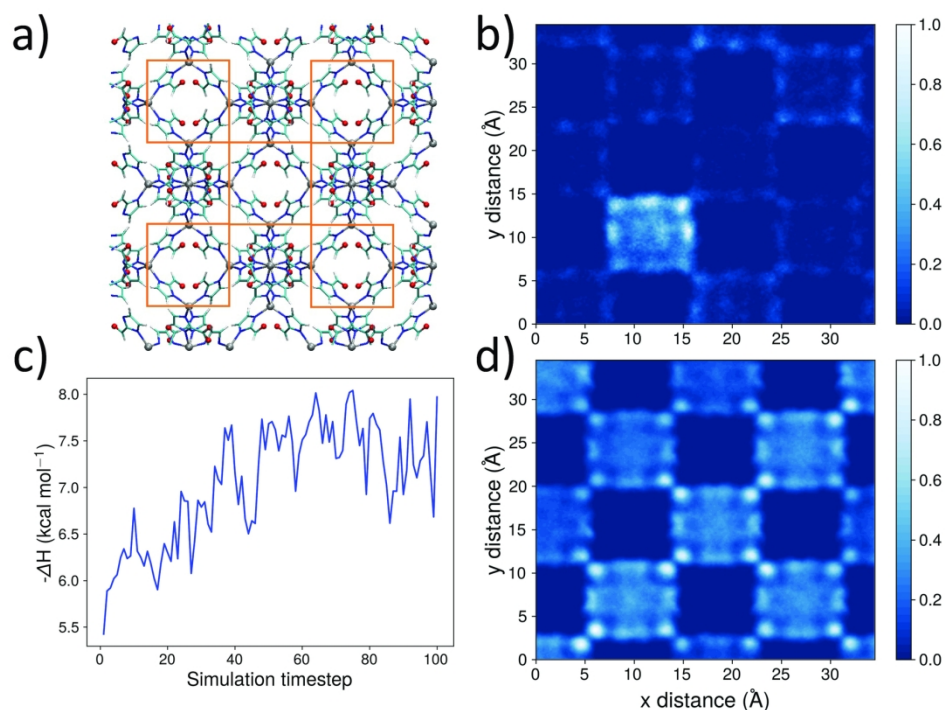 a)
b)
1.0
0.8
0.6
0.4
0.2
0.0
y distance (Å)
30
25
20
15
10
5
0
0 5 10 15 20 25 30
c)
-ΔH (kcal mol⁻¹)
8.0
7.5
7.0
6.5
6.0
5.5
0 20 40 60 80 100
Simulation timestep
d)
1.0
0.8
0.6
0.4
0.2
0.0
y distance (Å)
30
25
20
15
10
5
0
0 5 10 15 20 25 30
x distance (Å)